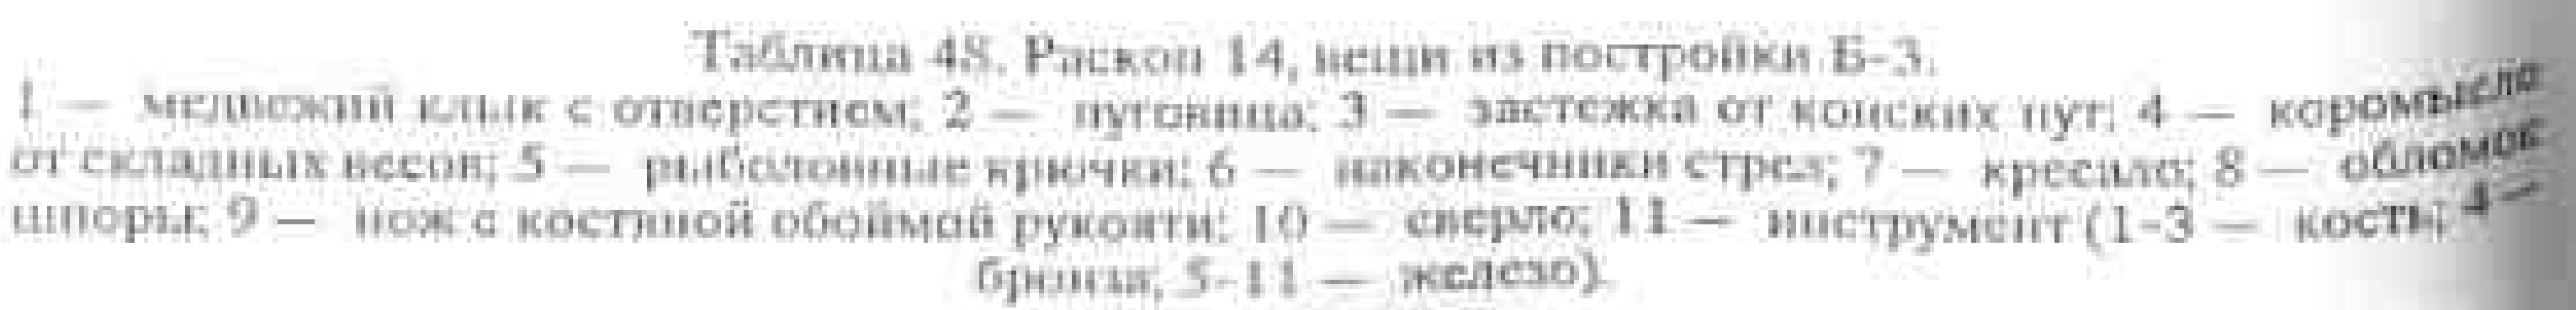 Таблица 48. Раскоп 14, вещи из постройки Б-3.
1 — медвежий клык с отверстием; 2 — пуговица; 3 — застежка от конских пут; 4 — коромысла
от складных весов; 5 — рыболовные крючки; 6 — наконечники стрел; 7 — кресало; 8 — обломок
шпоры; 9 — нож с костяной обоймой рукояти; 10 — сверло; 11 — инструмент (1-3 — кость; 4 —
бронза; 5-11 — железо).